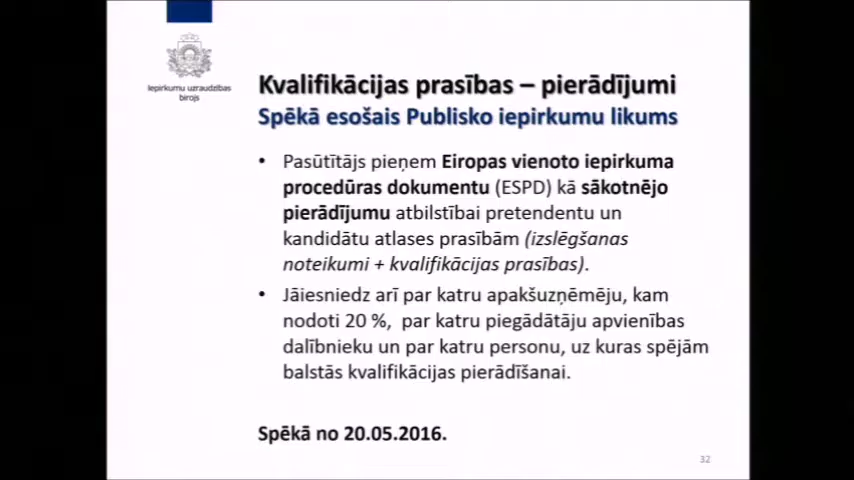 Iepirkumu uzraudzības
birojs
Kvalifikācijas prasības – pierādījumi
Spēkā esošais Publisko iepirkumu likums
• Pasūtītājs pieņem Eiropas vienoto iepirkuma
procedūras dokumentu (ESPD) kā sākotnējo
pierādījumu atbilstībai pretendentu un
kandidātu atlases prasībām (izslēgšanas
noteikumi + kvalifikācijas prasības).
• Jāiesniedz arī par katru apakšuzņēmēju, kam
nodoti 20 %, par katru piegādātāju apvienības
dalībnieku un par katru personu, uz kuras spējām
balstās kvalifikācijas pierādīšanai.
Spēkā no 20.05.2016.
32